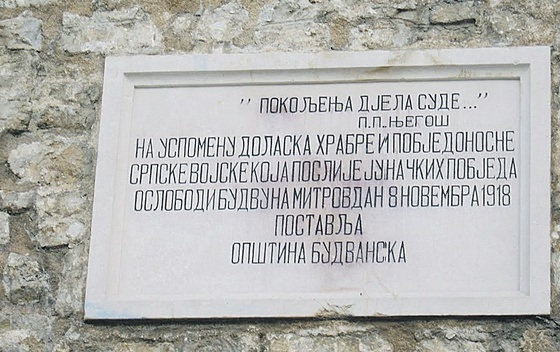 "ПОКОЉЕЊА ДЈЕЛА СУДЕ..."
П.П.ЊЕГОШ
НА УСПОМЕНУ ДОЛАСКА ХРАБРЕ И ПОБЈЕДОНОСНЕ
СРПСКЕ ВОЈСКЕ КОЈА ПОСЛИЈЕ ЈУНАЧКИХ ПОБЈЕДА
ОСЛОБОДИ БУДВУ НА МИТРОВДАН 8 НОВЕМБРА 1918
ПОСТАВЉА
ОПШТИНА БУДВАНСКА